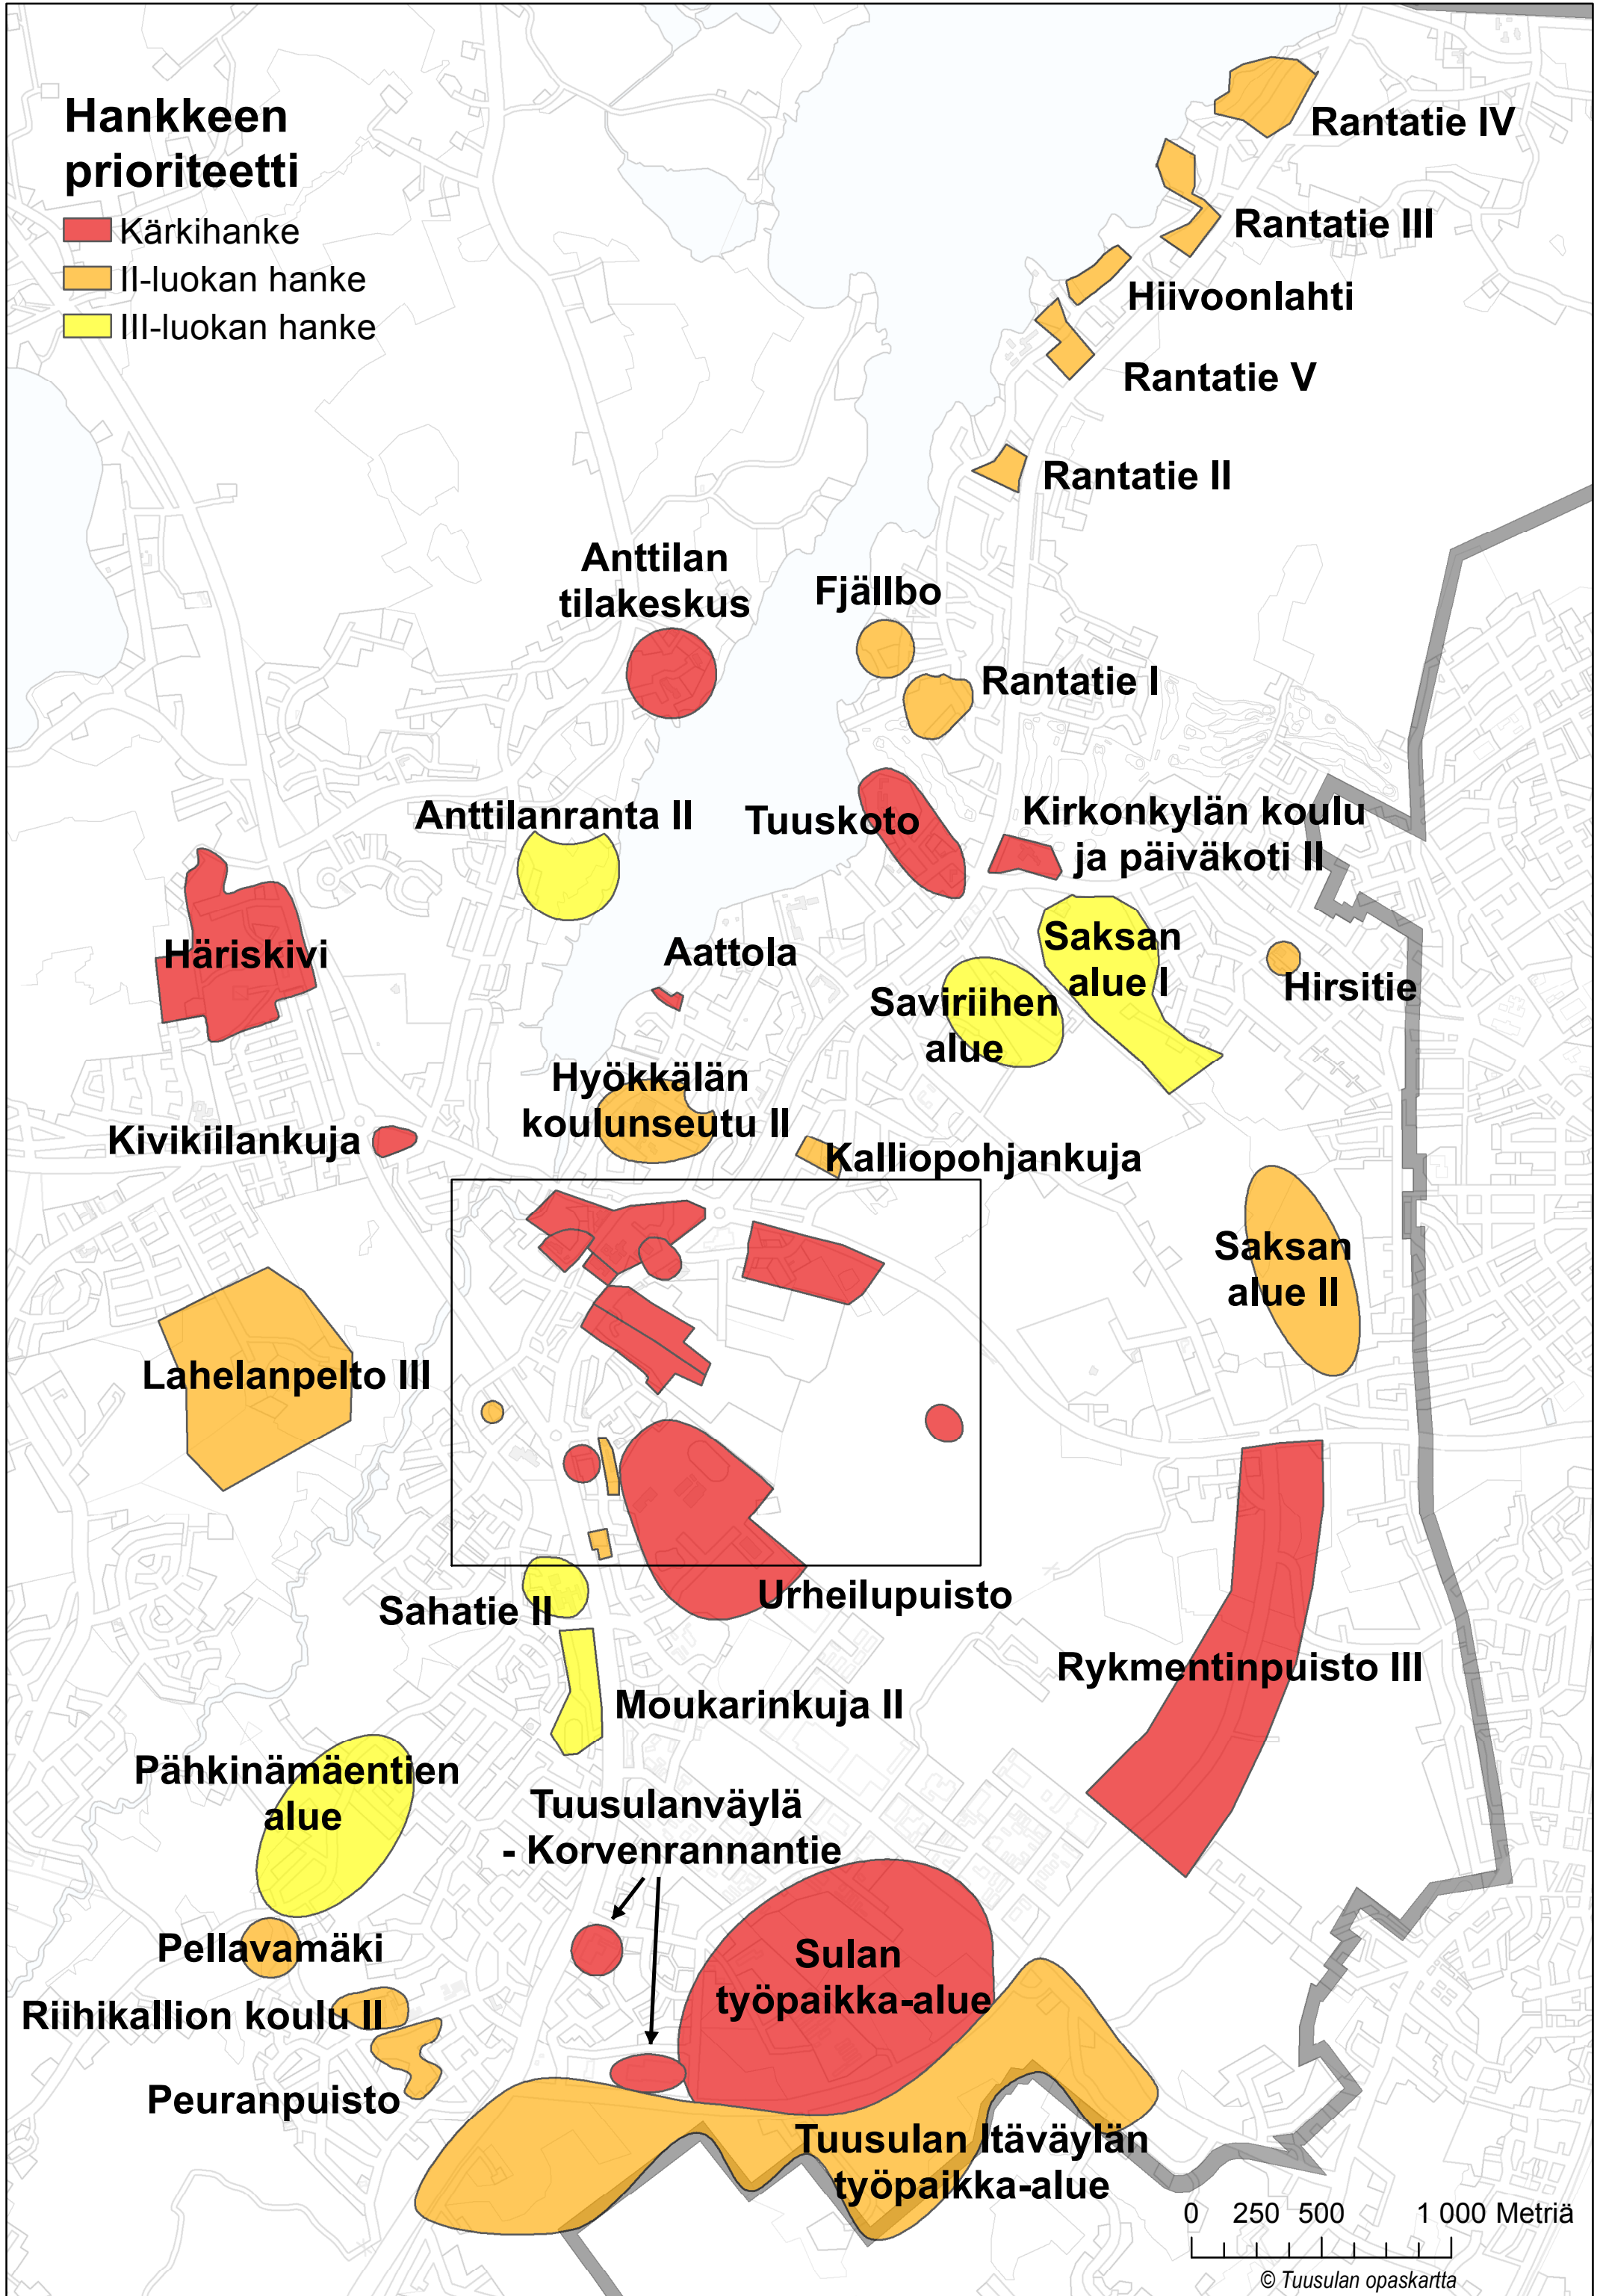 Hankkeen
prioriteetti
Kärkihanke
II-luokan hanke
III-luokan hanke
Rantatie IV
Rantatie III
Hiivoonlahti
Rantatie V
Rantatie II
Anttilan
tilakeskus
Fjällbo
Rantatie I
Anttilanranta II
Tuuskoto
Kirkonkylän koulu
ja päiväkoti II
Häriskivi
Aattola
Saksan
alue I
Saviriihen
alue
Hirsitie
Hyökkälän
koulunseutu II
Kivikiilankuja
Kalliopohjankuja
Saksan
alue II
Lahelanpelto III
Sahatie II
Urheilupuisto
Rykmentinpuisto III
Moukarinkuja II
Pähkinämäentien
alue
Tuusulanväylä
- Korvenrannantie
Pellavamäki
Sulan
työpaikka-alue
Riihikallion koulu II
Peuranpuisto
Tuusulan Itäväylän
työpaikka-alue
0 250 500 1 000 Metriä
© Tuusulan opaskartta